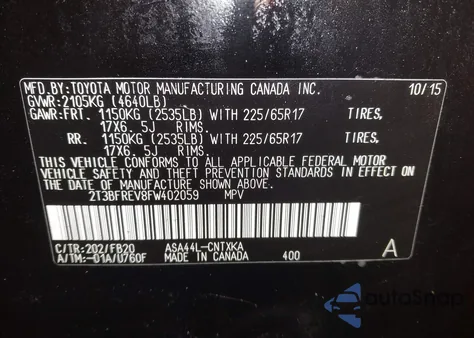 MFD.BY:TOYOTA MOTOR MANUFACTURING CANADA INC. 10/15
GVWR:2105KG (4640LB)
GAWR:FRT. 1150KG (2535LB) WITH 225/65R17 TIRES,
17X6. 5J RIMS.
RR. 1150KG (2535LB) WITH 225/65R17 TIRES,
17X6. 5J RIMS.
THIS VEHICLE CONFORMS TO ALL APPLICABLE FEDERAL MOTOR
VEHICLE SAFETY, AND THEFT PREVENTION STANDARDS IN EFFECT
ON THE DATE OF MANUFACTURE SHOWN ABOVE.
2T3BFREV8FW402059 MPV
C/TR:202/FB20 ASA44L-CNTXKA A
A/TM:-01A/U760F MADE IN CANADA 400
autoSnap